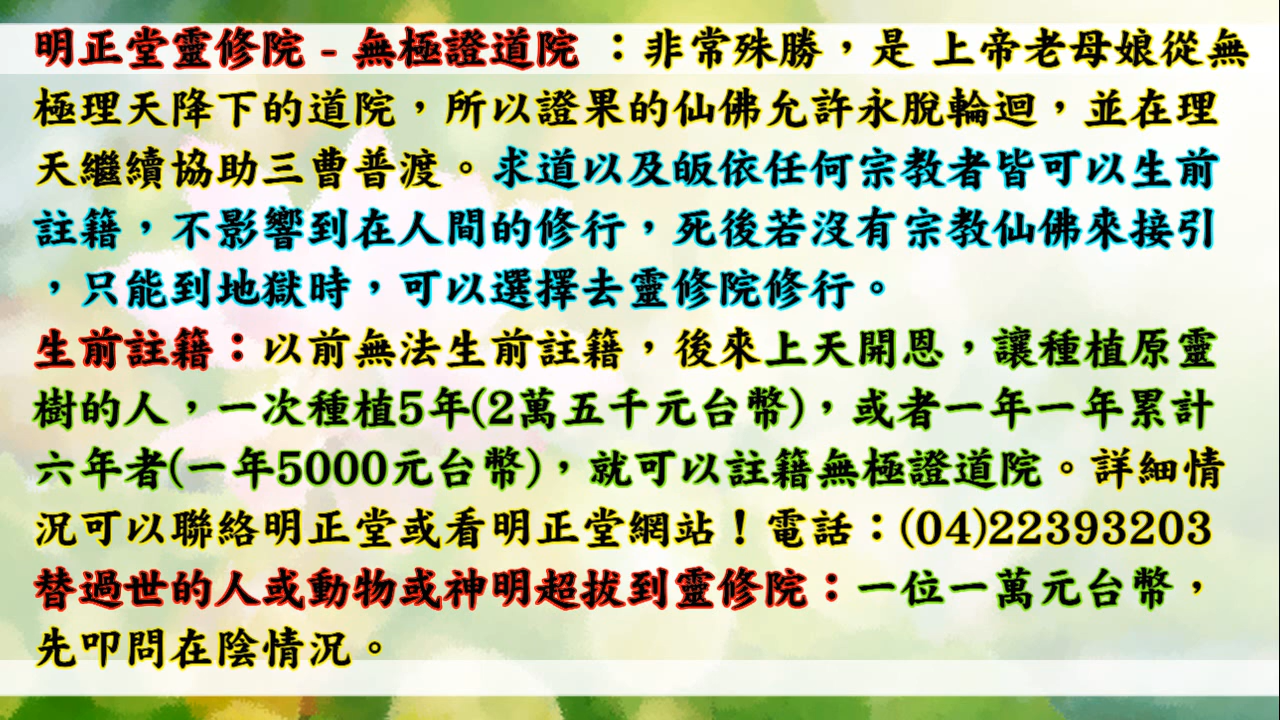 明正堂靈修院 - 無極證道院 ：非常殊勝，是 上帝老母娘從無
極理天降下的道院，所以證果的仙佛允許永脫輪迴，並在理
天繼續協助三曹普渡。求道以及皈依任何宗教者皆可以生前
註籍，不影響到在人間的修行，死後若沒有宗教仙佛來接引
，只能到地獄時，可以選擇去靈修院修行。
生前註籍：以前無法生前註籍，後來上天開恩，讓種植原靈
樹的人，一次種植5年(2萬五千元台幣)，或者一年一年累計
六年者(一年5000元台幣)，就可以註籍無極證道院。詳細情
況可以聯絡明正堂或看明正堂網站！電話：(04)22393203
替過世的人或動物或神明超拔到靈修院：一位一萬元台幣，
先叩問在陰情況。